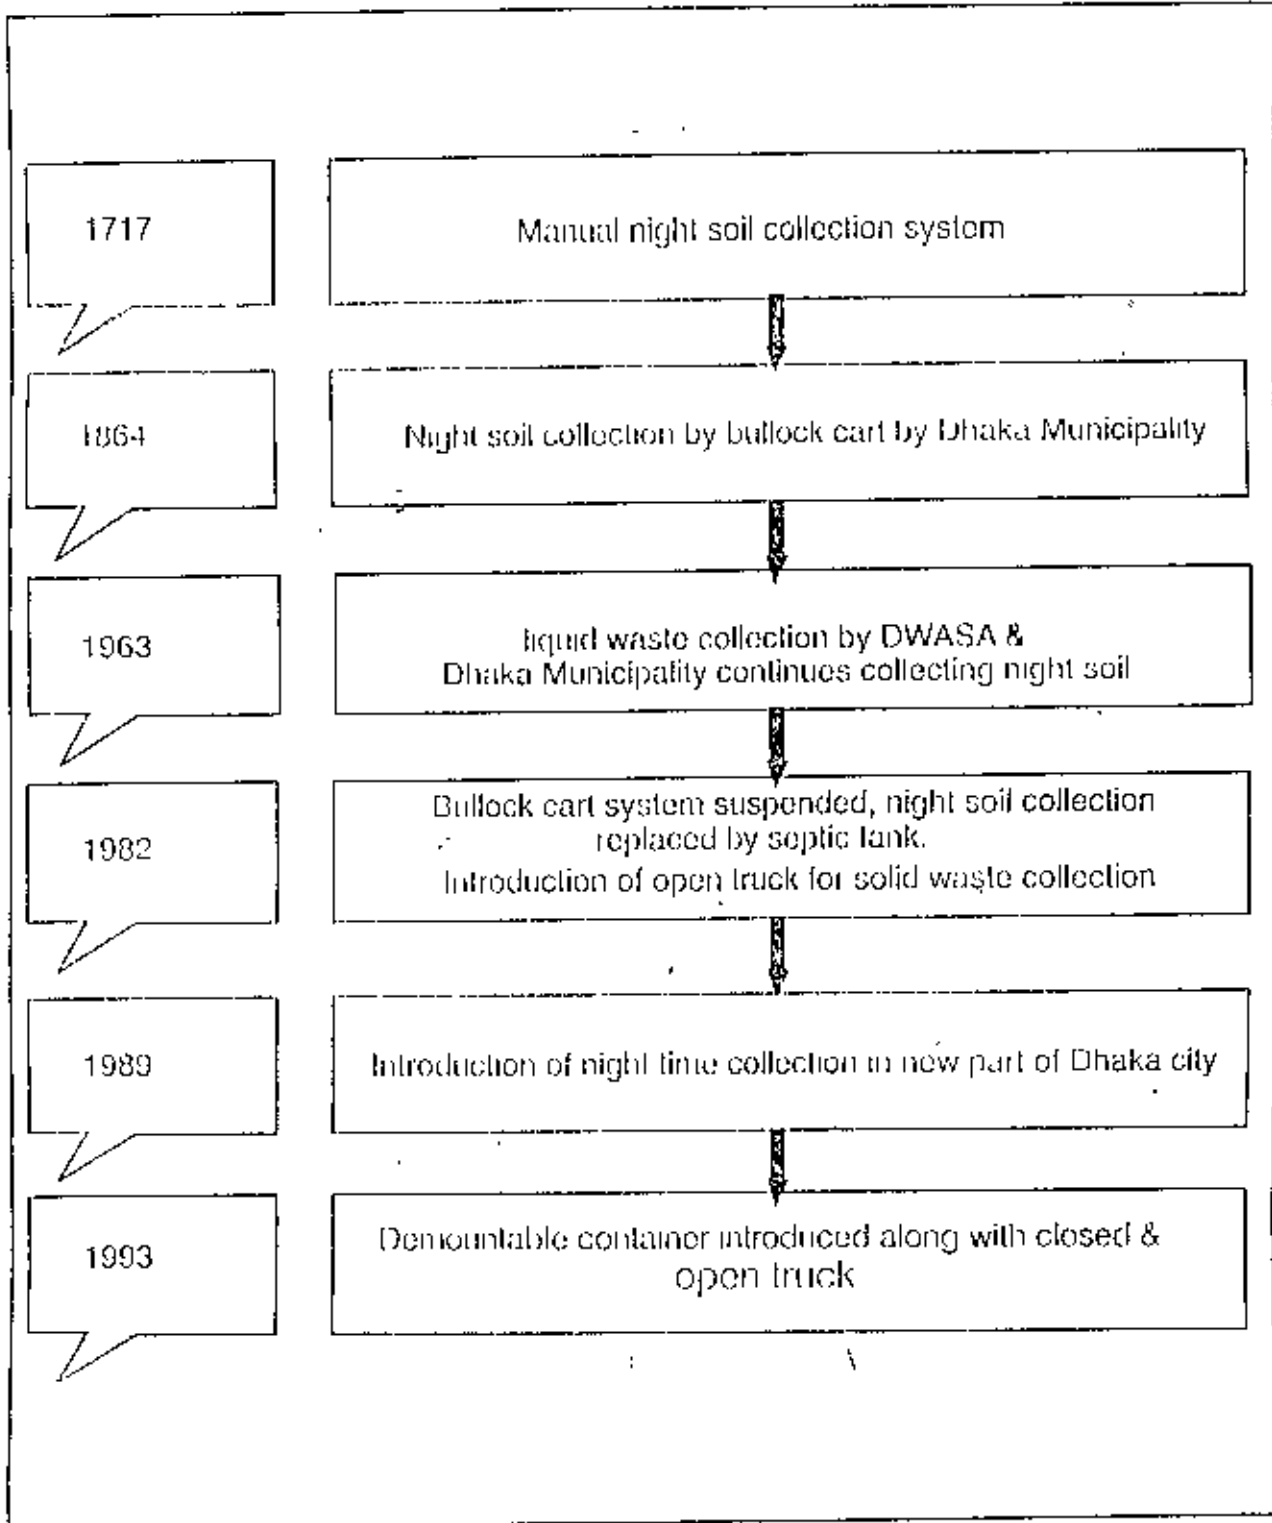 1717
Manual night soil collection system
1864
Night soil collection by bullock cart by Dhaka Municipality
1963
liquid waste collection by DWASA &
Dhaka Municipality continues collecting night soil
1982
Bullock cart system suspended, night soil collection
replaced by septic tank.
Introduction of open truck for solid waste collection
1989
Introduction of night time collection in new part of Dhaka city
1993
Demountable container introduced along with closed &
open truck